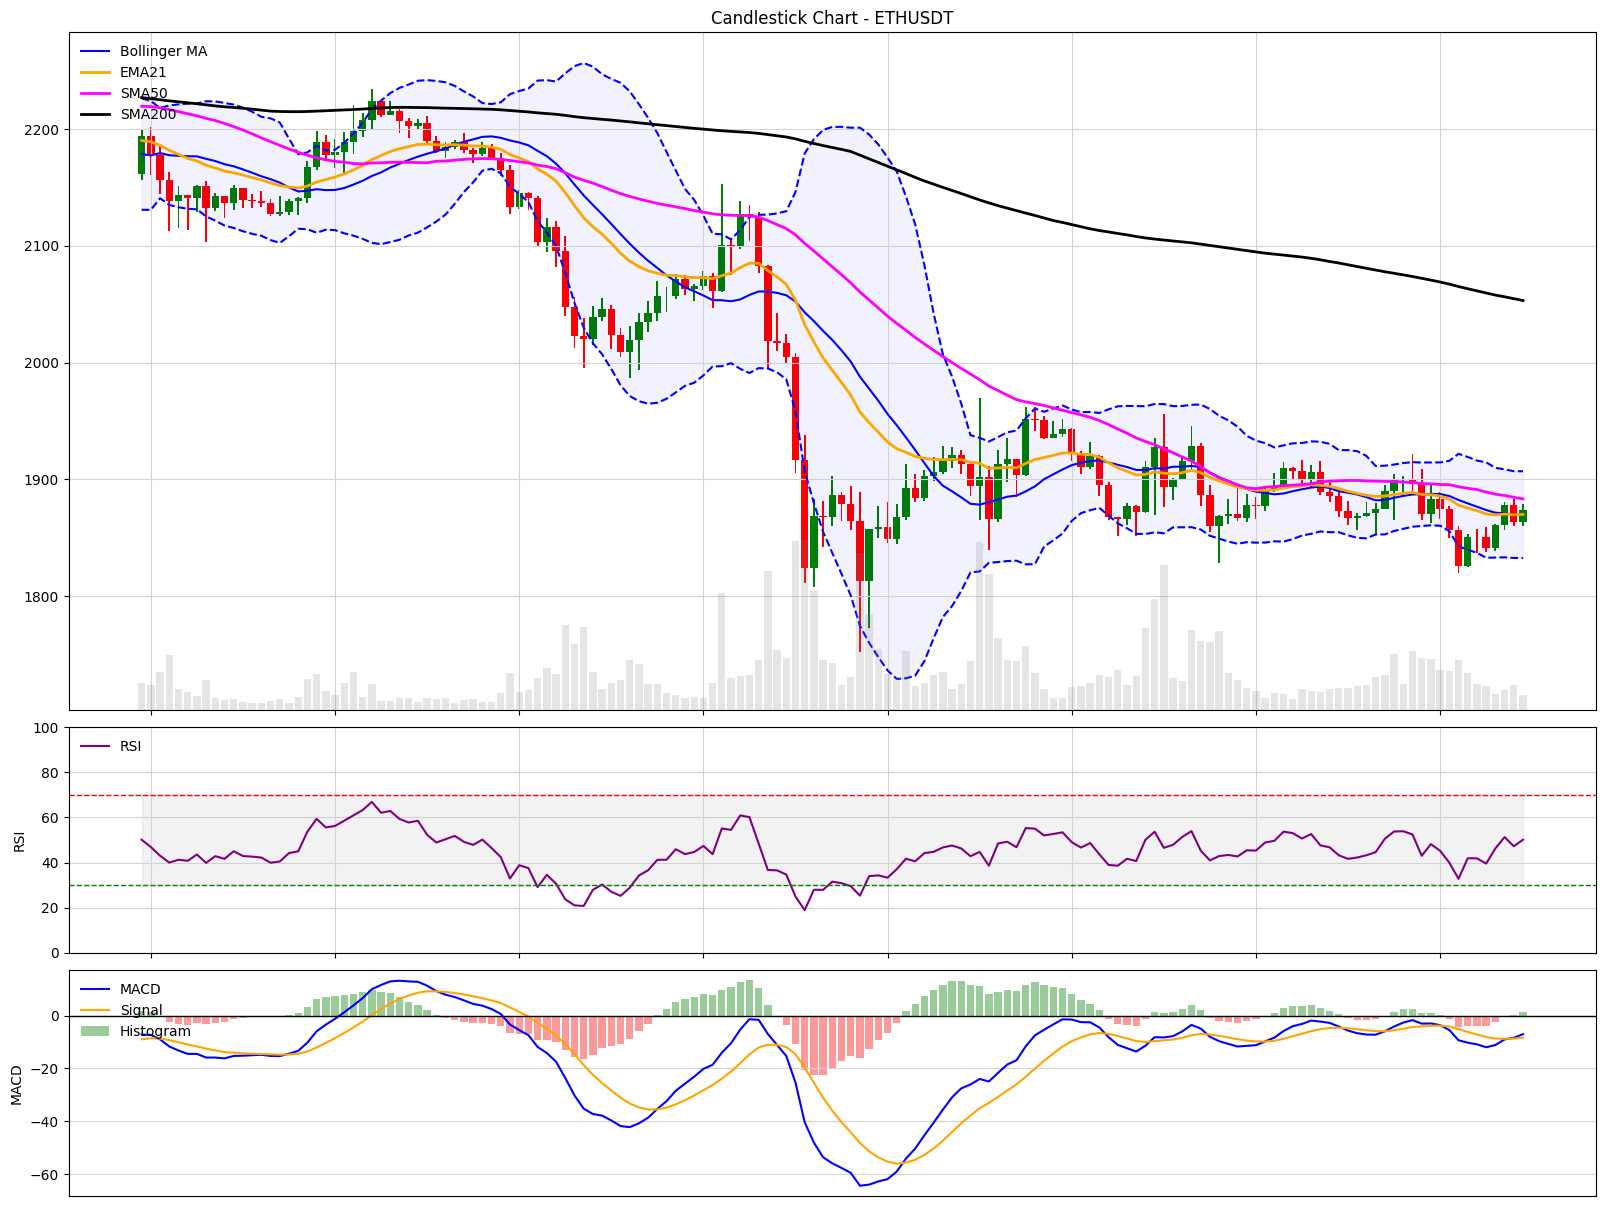 Candlestick Chart - ETHUSDT
Bollinger MA
EMA21
SMA50
SMA200
2200
2100
2000
1900
1800
RSI
100
80
60
40
20
0
RSI
MACD
Signal
Histogram
0
−20
−40
−60
MACD